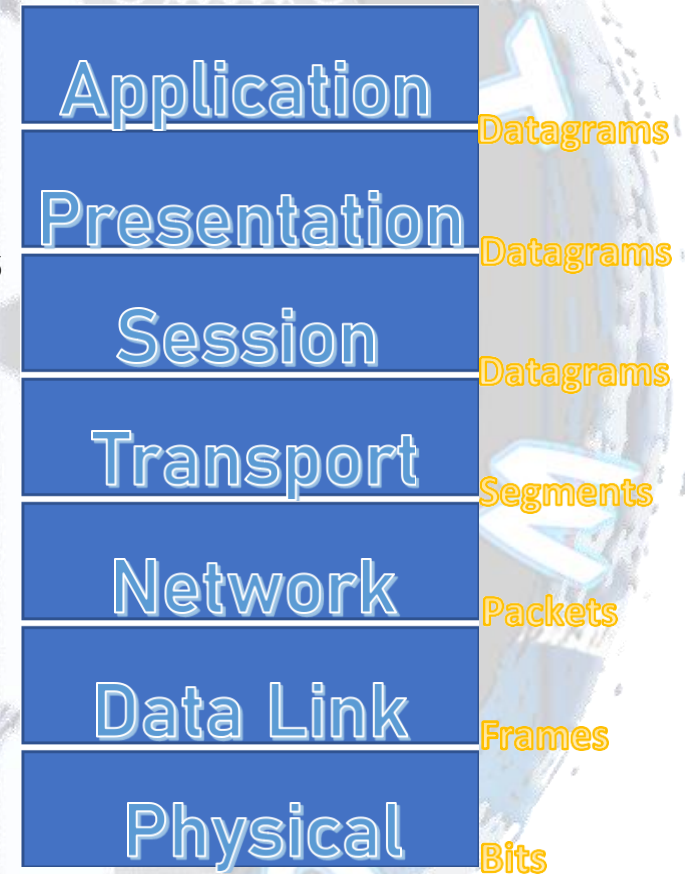 Application
Datagrams
Presentation
Datagrams
Session
Datagrams
Transport
Segments
Network
Packets
Data Link
Frames
Physical
Bits